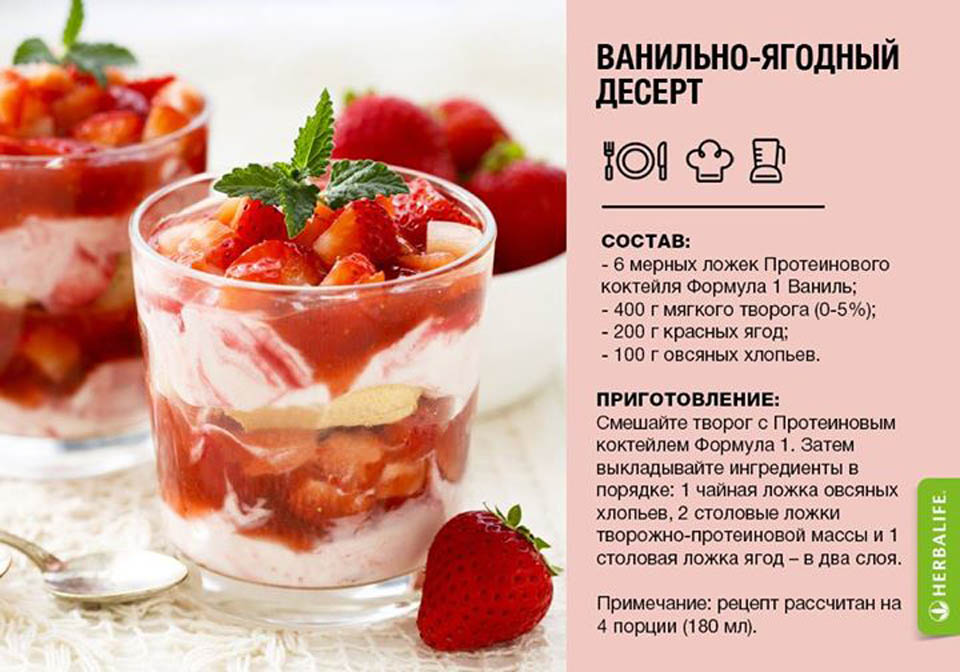 ВАНИЛЬНО-ЯГОДНЫЙ
ДЕСЕРТ
СОСТАВ:
- 6 мерных ложек Протеинового
коктейля Формула 1 Ваниль;
- 400 г мягкого творога (0-5%);
- 200 г красных ягод;
- 100 г овсяных хлопьев.
ПРИГОТОВЛЕНИЕ:
Смешайте творог с Протеиновым
коктейлем Формула 1. Затем
выкладывайте ингредиенты в
порядке: 1 чайная ложка овсяных
хлопьев, 2 столовые ложки
творожно-протеиновой массы и 1
столовая ложка ягод – в два слоя.
Примечание: рецепт рассчитан на
4 порции (180 мл).
HERBALIFE.